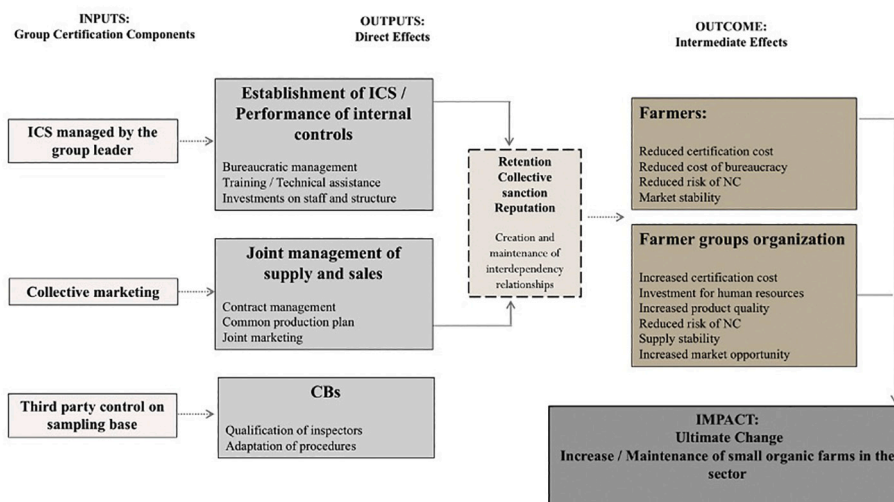 INPUTS:
Group Certification Components
OUTPUTS:
Direct Effects
OUTCOME:
Intermediate Effects
ICS managed by the
group leader
Establishment of ICS /
Performance of internal
controls
Bureaucratic management
Training / Technical assistance
Investments on staff and structure
Collective marketing
Joint management of
supply and sales
Contract management
Common production plan
Joint marketing
Third party control on
sampling base
CBs
Qualification of inspectors
Adaptation of procedures
Retention
Collective
sanction
Reputation
Creation and
maintenance of
interdependency
relationships
Farmers:
Reduced certification cost
Reduced cost of bureaucracy
Reduced risk of NC
Market stability
Farmer groups organization
Increased certification cost
Investment for human resources
Increased product quality
Reduced risk of NC
Supply stability
Increased market opportunity
IMPACT:
Ultimate Change
Increase / Maintenance of small organic farms in the
sector